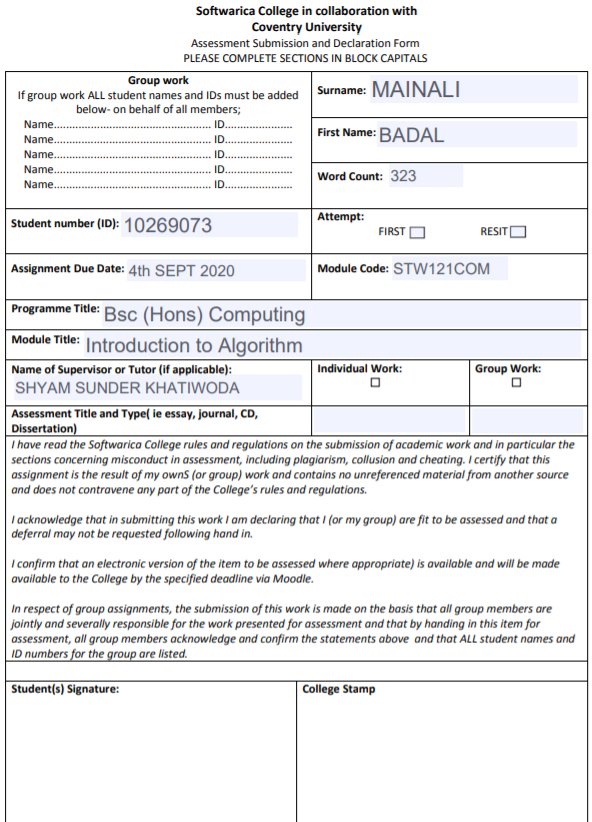 Softwarica College in collaboration with
Coventry University
Assessment Submission and Declaration Form
PLEASE COMPLETE SECTIONS IN BLOCK CAPITALS
Group work
If group work ALL student names and IDs must be added
below- on behalf of all members;
Name................................................ ID.....................
Name................................................ ID.....................
Name................................................ ID.....................
Name................................................ ID.....................
Name................................................ ID.....................
Surname: MAINALI
First Name: BADAL
Word Count: 323
Student number (ID): 10269073
Attempt:
FIRST RESIT
Assignment Due Date: 4th SEPT 2020
Module Code: STW121COM
Programme Title: Bsc (Hons) Computing
Module Title: Introduction to Algorithm
Name of Supervisor or Tutor (if applicable):
SHYAM SUNDER KHATIWODA
Individual Work:
Group Work:
Assessment Title and Type( ie essay, journal, CD,
Dissertation)
I have read the Softwarica College rules and regulations on the submission of academic work and in particular the
sections concerning misconduct in assessment, including plagiarism, collusion and cheating. I certify that this
assignment is the result of my own5 (or group) work and contains no unreferenced material from another source
and does not contravene any part of the College's rules and regulations.
I acknowledge that in submitting this work I am declaring that I (or my group) are fit to be assessed and that a
deferral may not be requested following hand in.
I confirm that an electronic version of the item to be assessed where appropriate) is available and will be made
available to the College by the specified deadline via Moodle.
In respect of group assignments, the submission of this work is made on the basis that all group members are
jointly and severally responsible for the work presented for assessment and that by handing in this item for
assessment, all group members acknowledge and confirm the statements above and that ALL student names and
ID numbers for the group are listed.
Student(s) Signature:
College Stamp